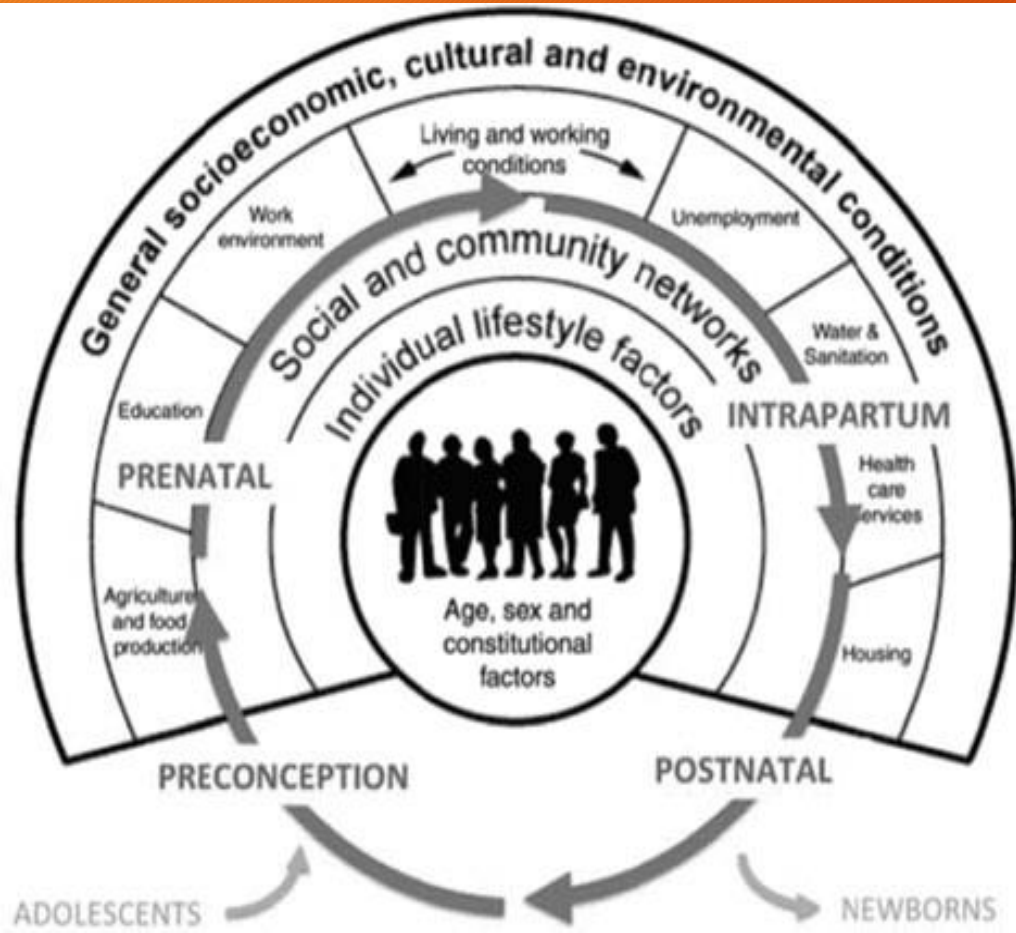 General socioeconomic, cultural and environmental conditions
Living and working
conditions
Work
environment
Unemployment
Social and community networks
Water &
Sanitation
Individual lifestyle factors
Education
INTRAPARTUM
PRENATAL
Health
care
services
Agriculture
and food
production
Age, sex and
constitutional
factors
Housing
PRECONCEPTION
POSTNATAL
ADOLESCENTS
NEWBORNS